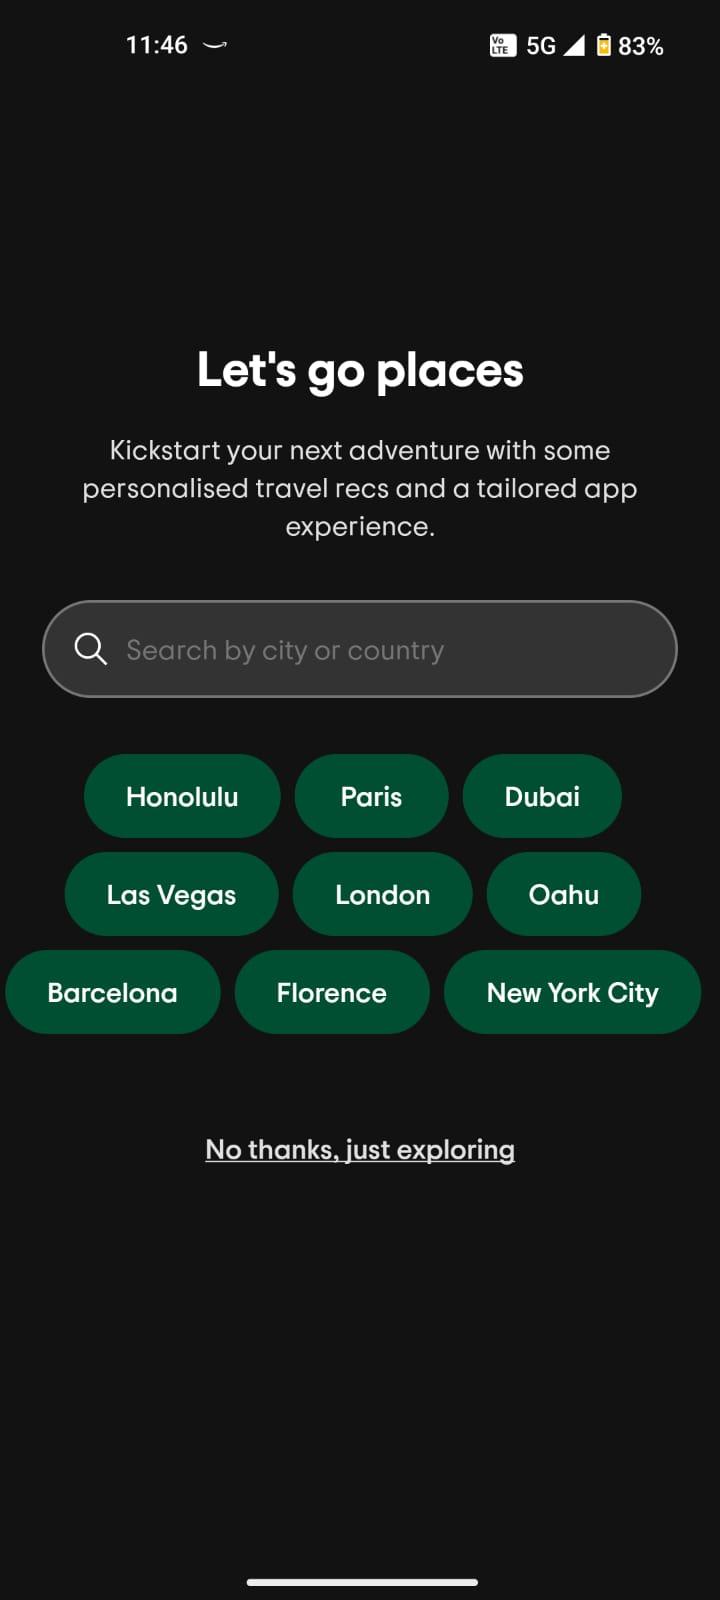 11:46 VoLTE 5G 83%
Let's go places
Kickstart your next adventure with some
personalised travel recs and a tailored app
experience.
Search by city or country
Honolulu Paris Dubai
Las Vegas London Oahu
Barcelona Florence New York City
No thanks, just exploring